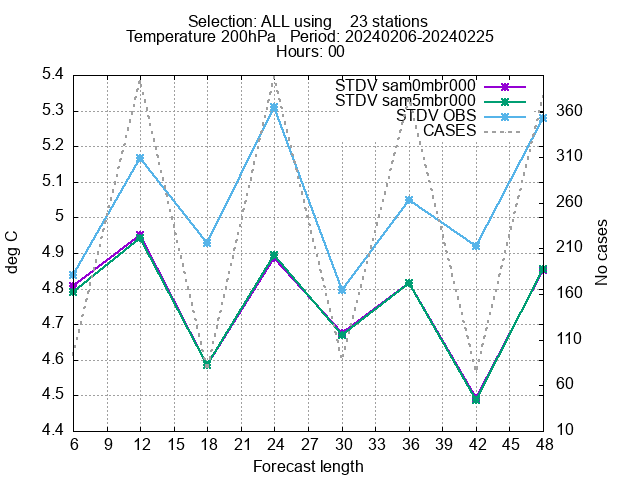 Selection: ALL using 23 stations
Temperature 200hPa Period: 20240206-20240225
Hours: 00
STDV sam0mbr000
STDV sam5mbr000
STDV OBS
CASES
deg C
5.4
5.3
5.2
5.1
5
4.9
4.8
4.7
4.6
4.5
4.4
360
310
260
210
160
110
60
10
No cases
6 9 12 15 18 21 24 27 30 33 36 39 42 45 48
Forecast length